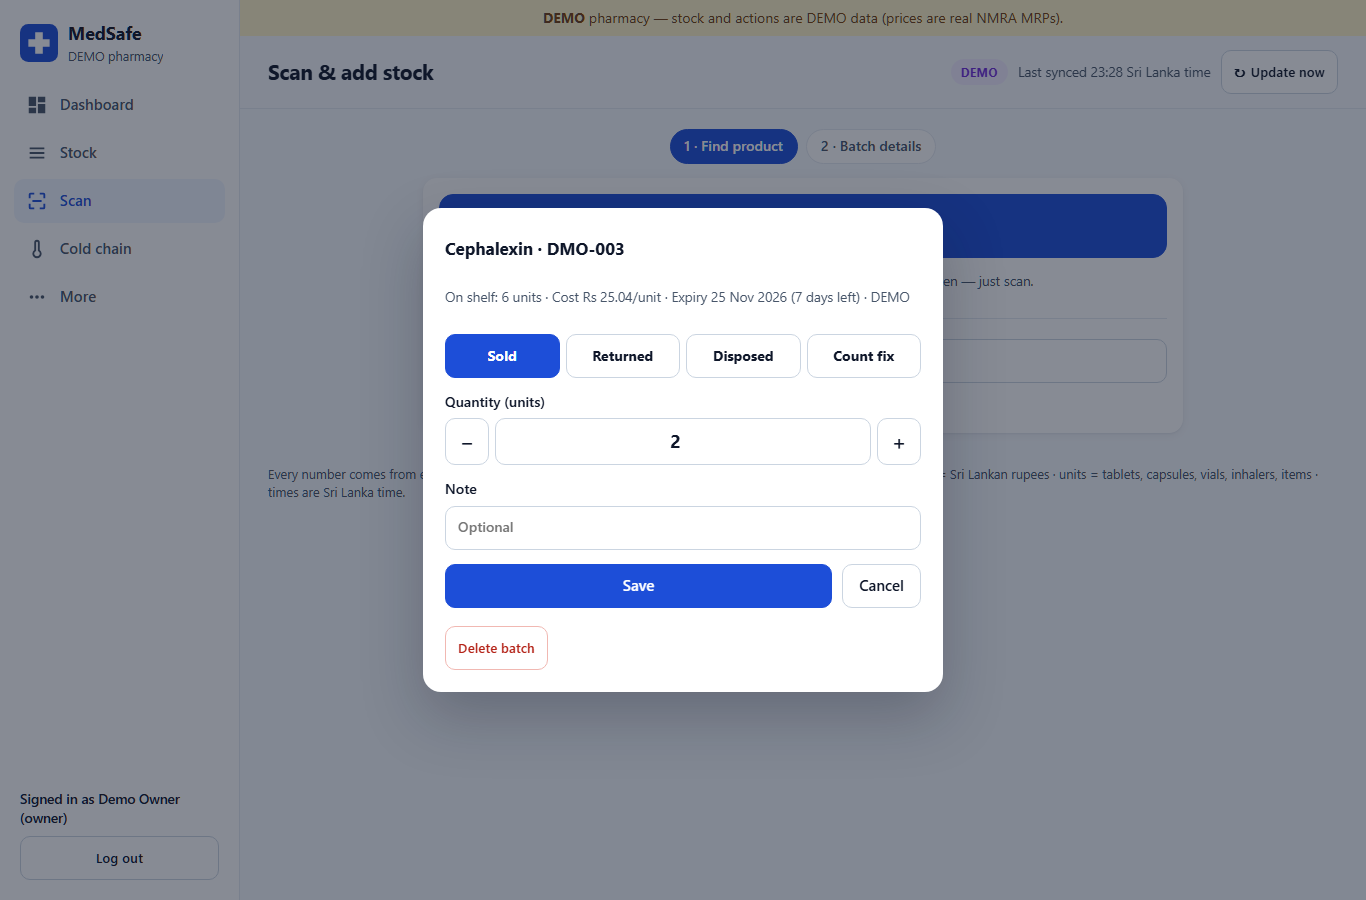 DEMO pharmacy — stock and actions are DEMO data (prices are real NMRA MRPs).
MedSafe
DEMO pharmacy
Dashboard
Stock
Scan
Cold chain
More
Signed in as Demo Owner
(owner)
Log out
Scan & add stock
DEMO
Last synced 23:28 Sri Lanka time
↻ Update now
1 · Find product
2 · Batch details
en — just scan.
Cephalexin · DMO-003
On shelf: 6 units · Cost Rs 25.04/unit · Expiry 25 Nov 2026 (7 days left) · DEMO
Sold
Returned
Disposed
Count fix
Quantity (units)
−
2
+
Note
Optional
Save
Cancel
Delete batch
Every number comes from
= Sri Lankan rupees · units = tablets, capsules, vials, inhalers, items ·
times are Sri Lanka time.